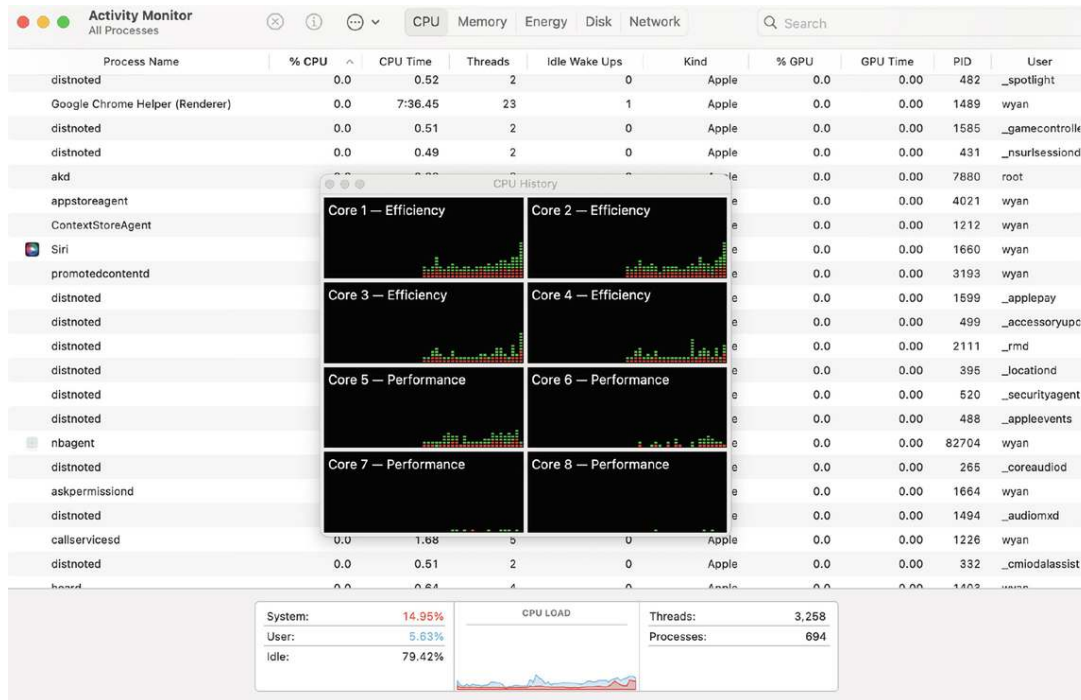 Activity Monitor
All Processes
CPU Memory Energy Disk Network
Search
Process Name % CPU CPU Time Threads Idle Wake Ups Kind % GPU GPU Time PID User
distnoted 0.0 0.52 2 0 Apple 0.0 0.00 482 _spotlight
Google Chrome Helper (Renderer) 0.0 7:36.45 23 1 Apple 0.0 0.00 1489 wyan
distnoted 0.0 0.51 2 0 Apple 0.0 0.00 1585 _gamecontrolle
distnoted 0.0 0.49 2 0 Apple 0.0 0.00 431 _nsurlsessiond
akd 0.0 0.00 7880 root
appstoreagent 0.0 0.00 4021 wyan
ContextStoreAgent 0.0 0.00 1212 wyan
Siri 0.0 0.00 1660 wyan
promotedcontentd 0.0 0.00 3193 wyan
distnoted 0.0 0.00 1599 _applepay
distnoted 0.0 0.00 499 _accessoryupd
distnoted 0.0 0.00 2111 _rmd
distnoted 0.0 0.00 395 _locationd
distnoted 0.0 0.00 520 _securityagent
distnoted 0.0 0.00 488 _appleevents
nbagent 0.0 0.00 82704 wyan
distnoted 0.0 0.00 265 _coreaudiod
askpermissiond 0.0 0.00 1664 wyan
distnoted 0.0 0.00 1494 _audiomxd
callservicesd 0.0 1.68 5 0 Apple 0.0 0.00 1226 wyan
distnoted 0.0 0.51 2 0 Apple 0.0 0.00 332 _cmiodalassist
CPU History
Core 1 — Efficiency Core 2 — Efficiency
Core 3 — Efficiency Core 4 — Efficiency
Core 5 — Performance Core 6 — Performance
Core 7 — Performance Core 8 — Performance
System: 14.95% CPU LOAD Threads: 3,258
User: 5.63% Processes: 694
Idle: 79.42%